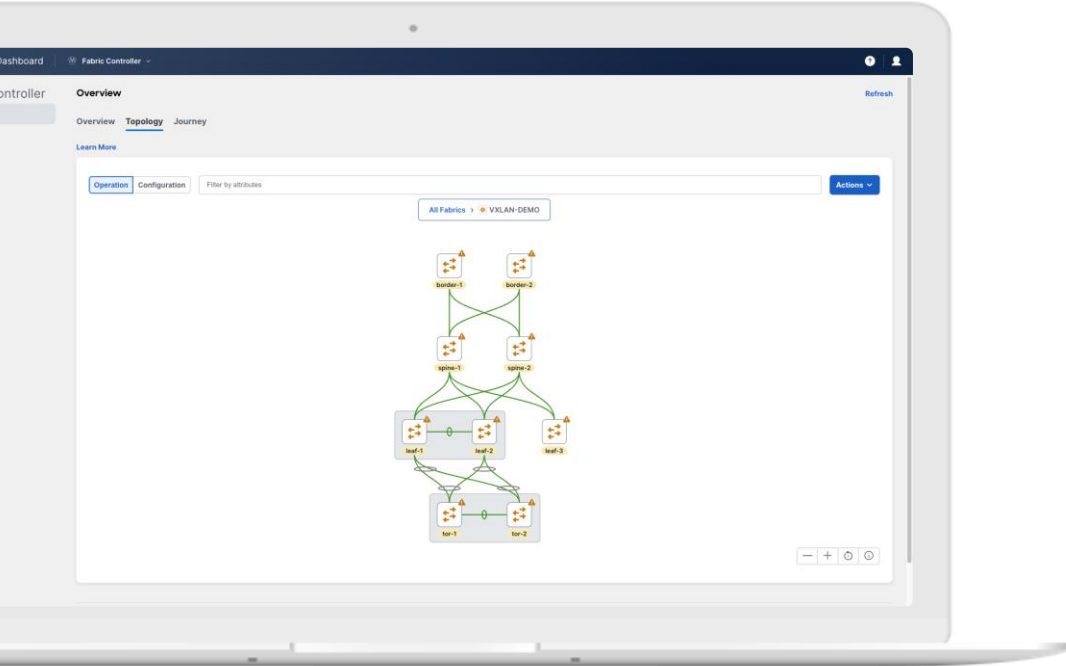 Dashboard Fabric Controller
ontroller
Overview
Refresh
Overview Topology Journey
Learn More
Operation Configuration Filter by attributes Actions
All Fabrics > VXLAN-DEMO
border-1 border-2
spine-1 spine-2
leaf-1 leaf-2 leaf-3
tor-1 tor-2